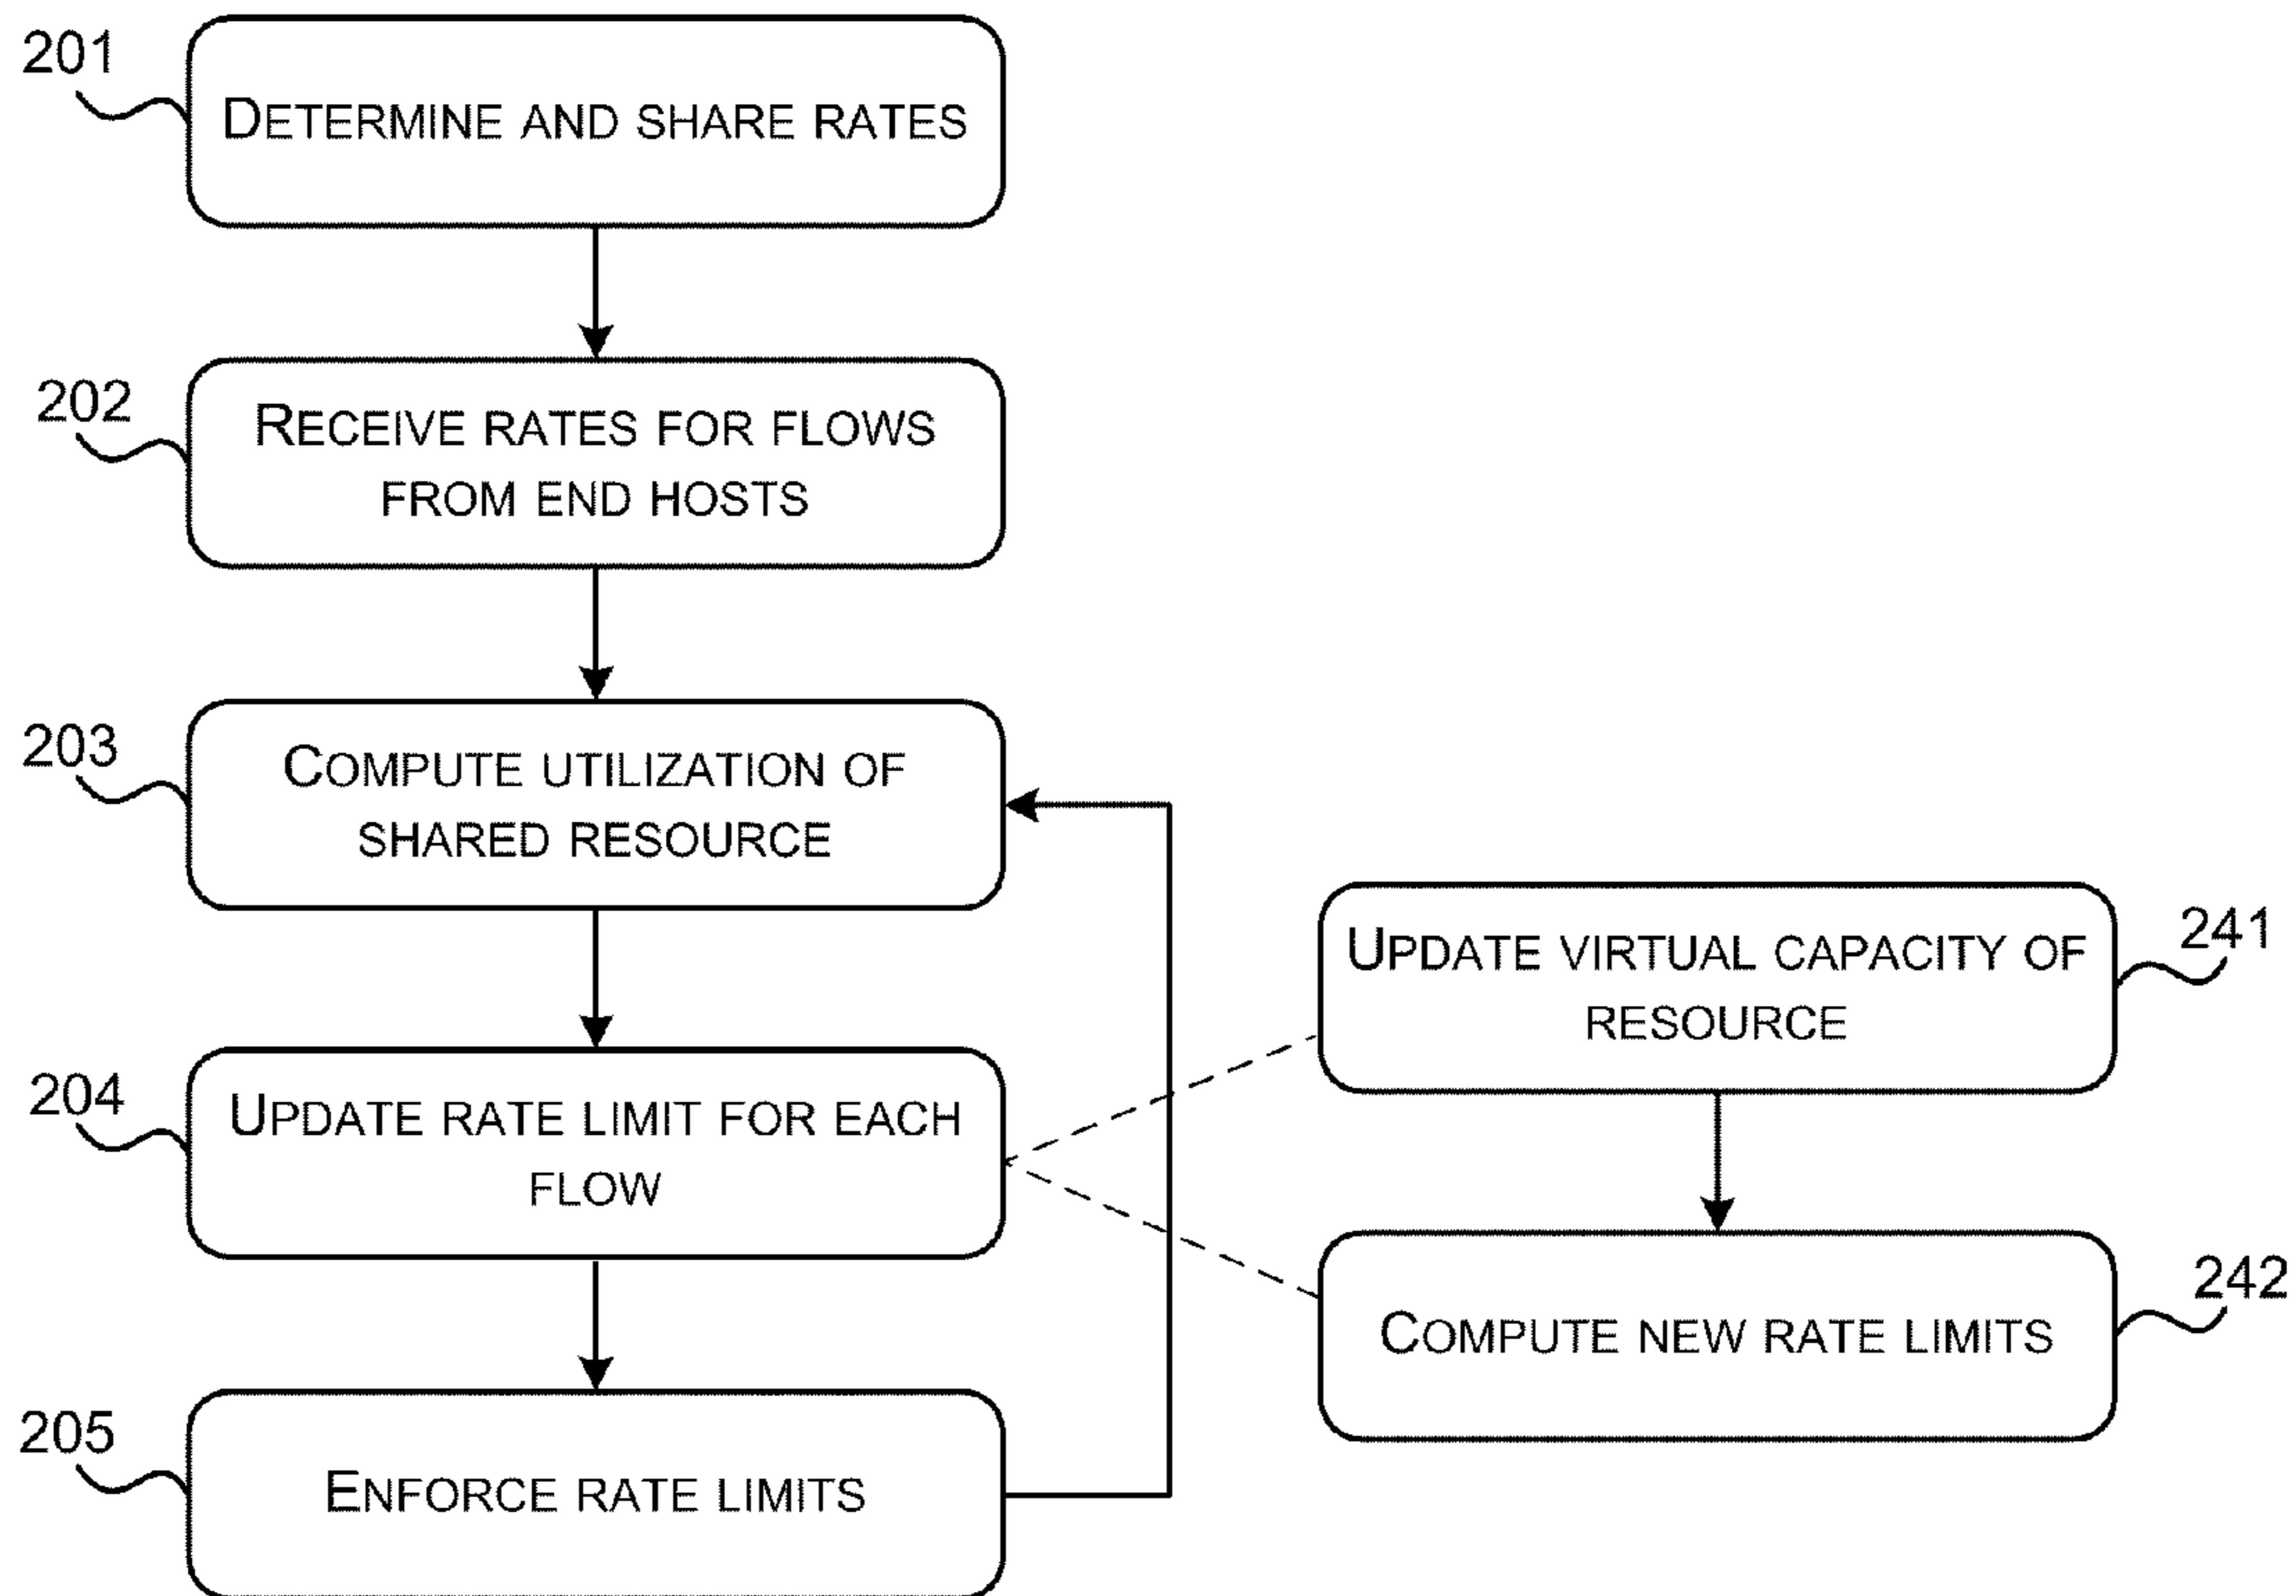 201
DETERMINE AND SHARE RATES
202
RECEIVE RATES FOR FLOWS
FROM END HOSTS
203
COMPUTE UTILIZATION OF
SHARED RESOURCE
204
UPDATE RATE LIMIT FOR EACH
FLOW
205
ENFORCE RATE LIMITS
241
UPDATE VIRTUAL CAPACITY OF
RESOURCE
242
COMPUTE NEW RATE LIMITS